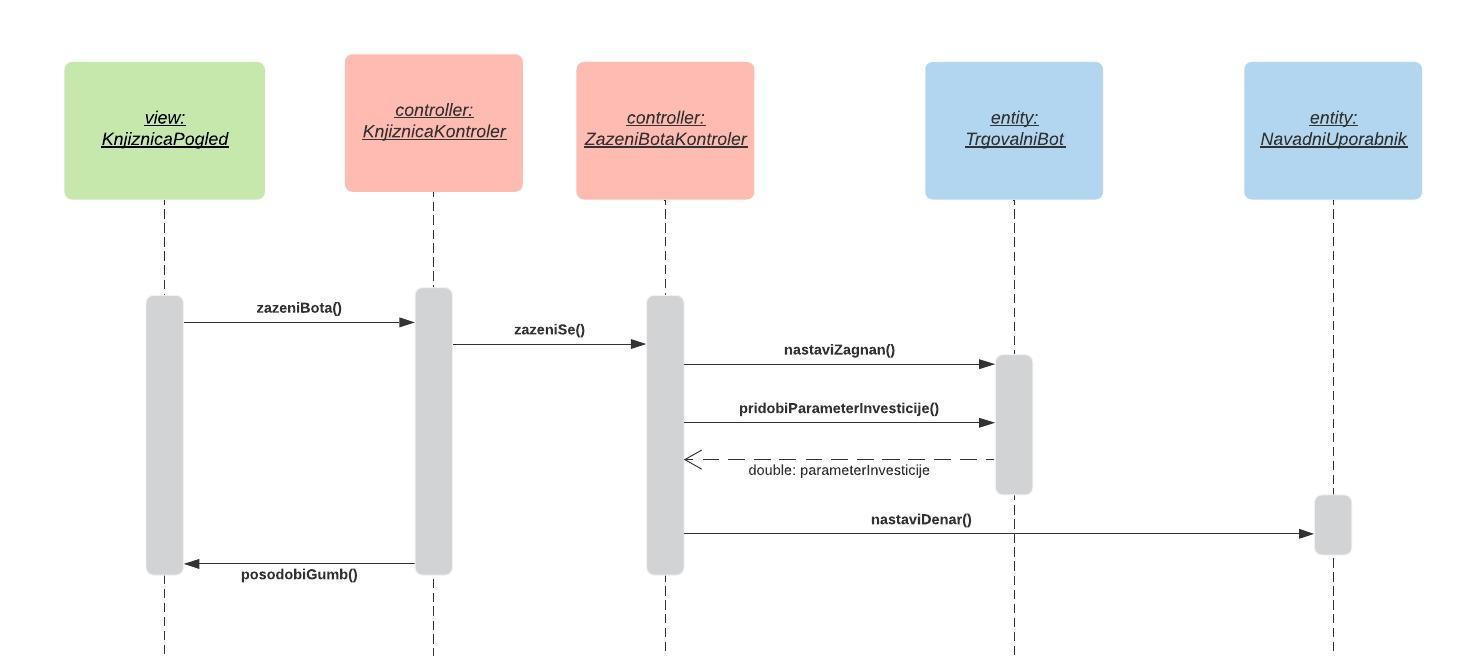 view:
KnjiznicaPogled
controller:
KnjiznicaKontroler
controller:
ZazeniBotaKontroler
entity:
TrgovalniBot
entity:
NavadniUporabnik
zazeniBota()
zazeniSe()
nastaviZagnan()
pridobiParameterInvesticije()
double: parameterInvesticije
nastaviDenar()
posodobiGumb()